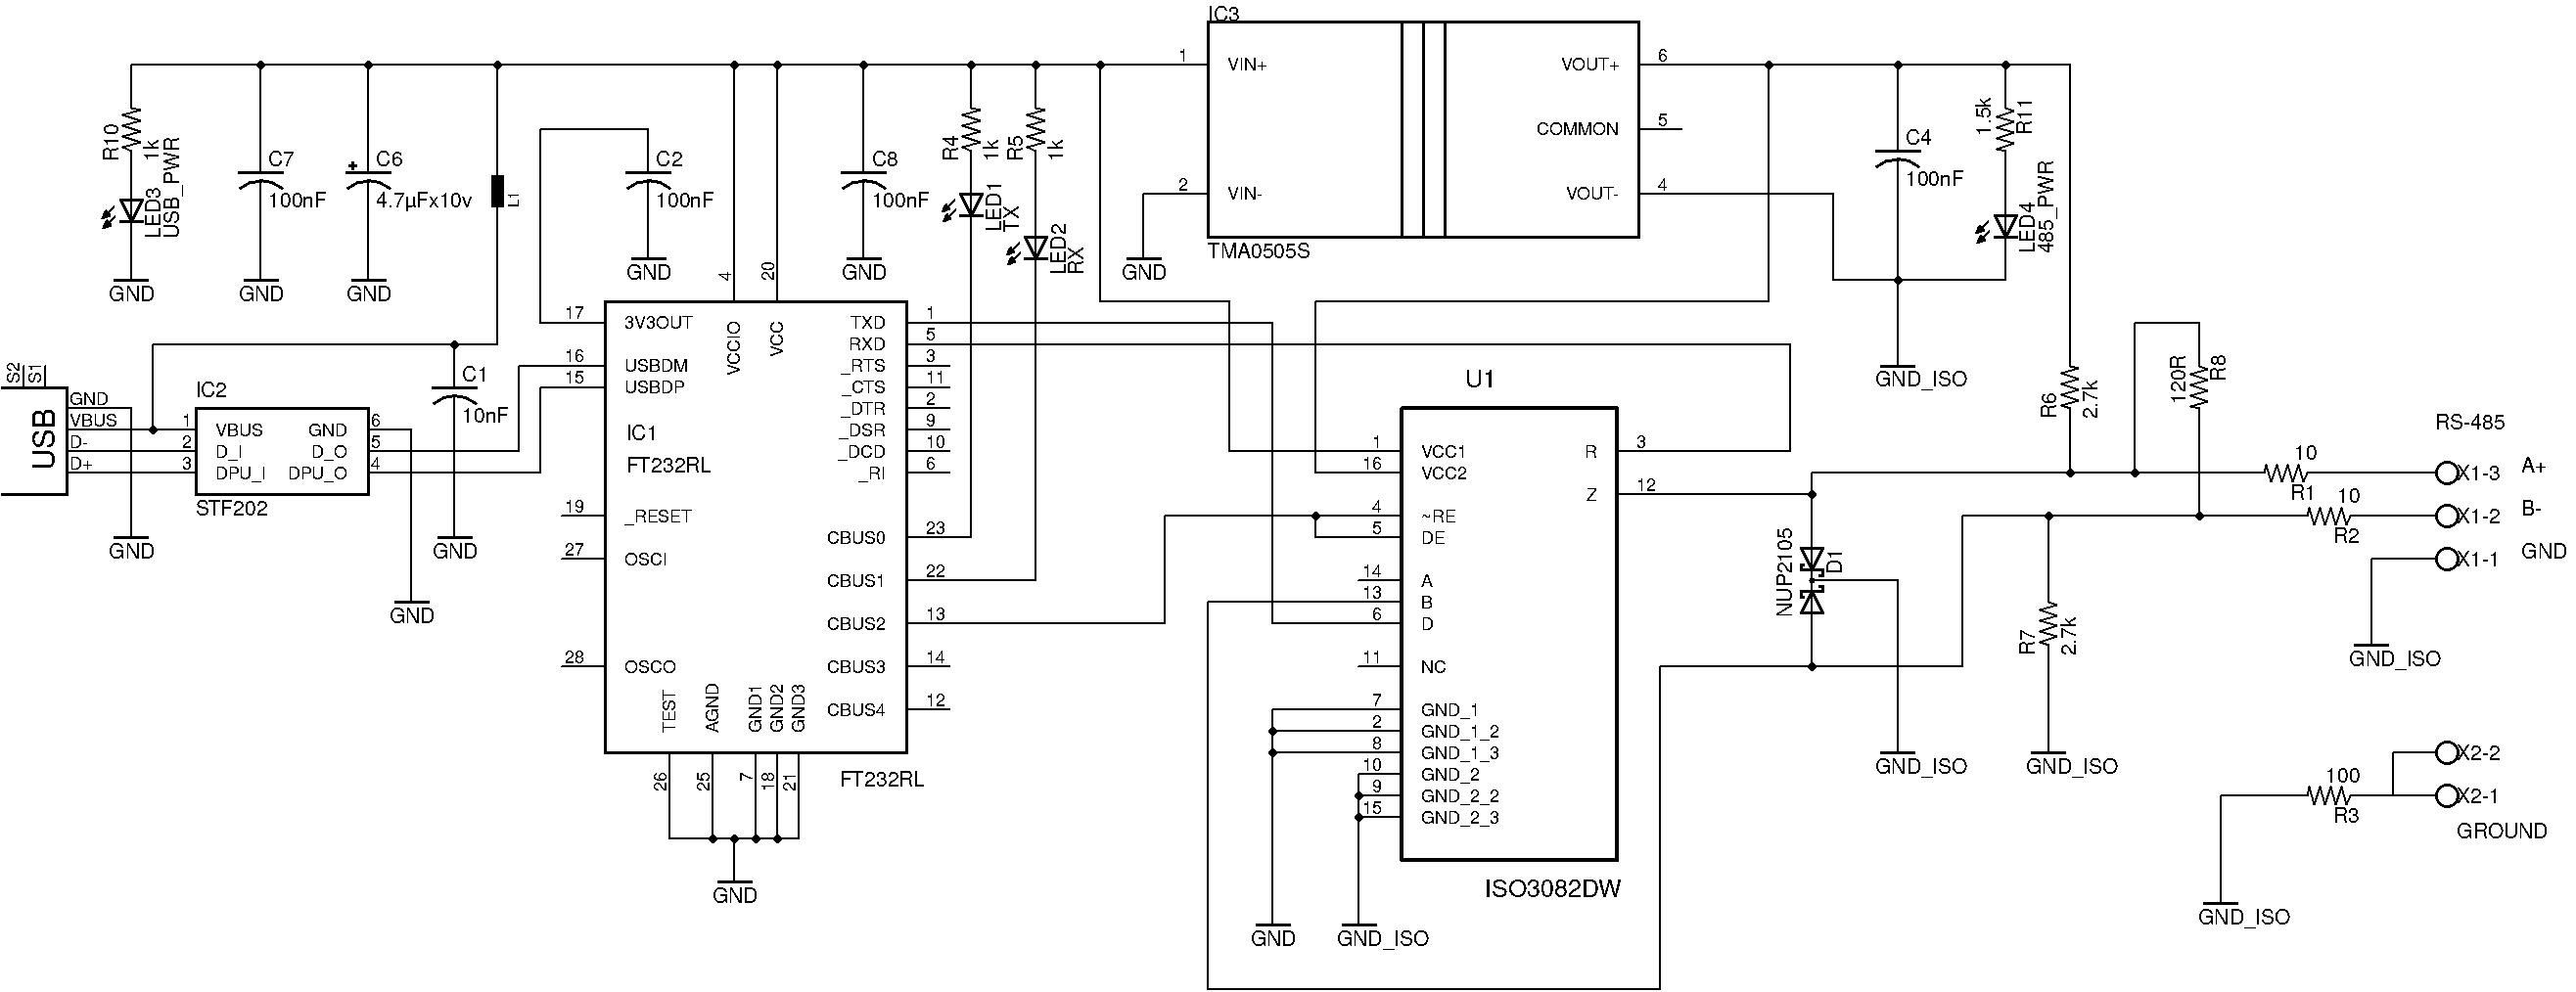 IC3
1
VIN+
VOUT+
6
COMMON
5
2
VIN-
VOUT-
4
TMA0505S
R10
1k
LED3
USB_PWR
GND
C7
100nF
GND
C6
4.7µFx10v
GND
L1
C2
100nF
GND
4
20
C8
100nF
GND
R4
1k
LED1
TX
R5
1k
LED2
RX
GND
C4
100nF
1.5k
R11
LED4
485_PWR
GND_ISO
S2
S1
USB
GND
VBUS
D-
D+
GND
IC2
1
2
3
VBUS
D_I
DPU_I
GND
D_O
DPU_O
6
5
4
STF202
GND
C1
10nF
GND
17
3V3OUT
16
USBDM
15
USBDP
IC1
FT232RL
19
_RESET
27
OSCI
28
OSCO
VCCIO
VCC
TXD
1
RXD
5
_RTS
3
_CTS
11
_DTR
2
_DSR
9
_DCD
10
_RI
6
CBUS0
23
CBUS1
22
CBUS2
13
CBUS3
14
CBUS4
12
TEST
AGND
GND1
GND2
GND3
26
25
7
18
21
FT232RL
GND
U1
1
VCC1
16
VCC2
4
~RE
5
DE
14
A
13
B
6
D
11
NC
7
GND_1
2
GND_1_2
8
GND_1_3
10
GND_2
9
GND_2_2
15
GND_2_3
R
3
Z
12
ISO3082DW
GND
GND_ISO
NUP2105
D1
GND_ISO
R6
2.7k
R7
2.7k
GND_ISO
120R
R8
RS-485
10
R1
X1-3
A+
10
R2
X1-2
B-
X1-1
GND
GND_ISO
X2-2
100
R3
X2-1
GROUND
GND_ISO